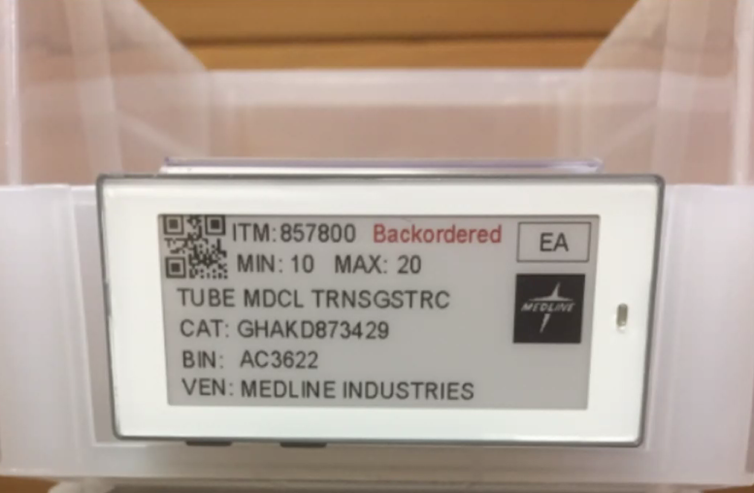 ITM: 857800 Backordered EA
MIN: 10 MAX: 20
TUBE MDCL TRNSGSTRC
MEDLINE
CAT: GHAKD873429
BIN: AC3622
VEN: MEDLINE INDUSTRIES